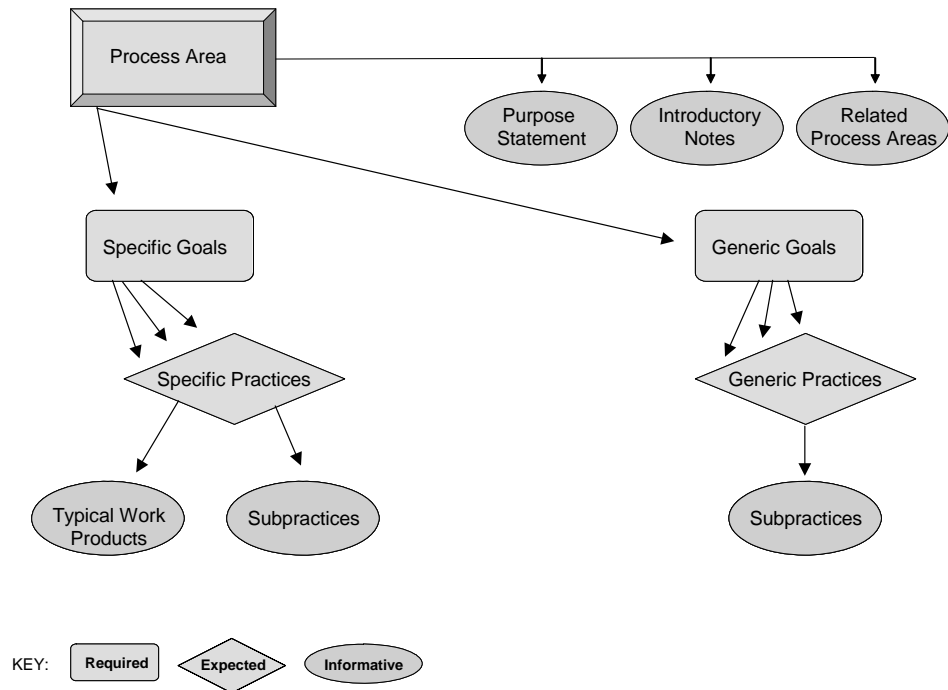 Process Area
Purpose
Statement
Introductory
Notes
Related
Process Areas
Specific Goals
Generic Goals
Specific Practices
Generic Practices
Typical Work
Products
Subpractices
Subpractices
KEY:
Required
Expected
Informative